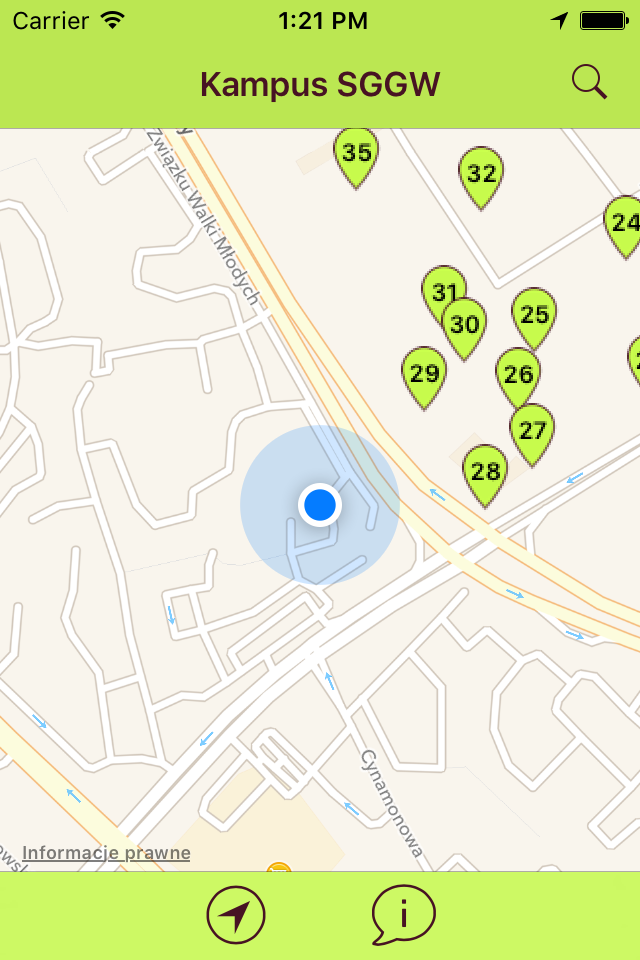 Carrier 1:21 PM
Kampus SGGW
Związku Walki Młodych
35
32
24
31
30
25
29
26
27
28
Cynamonowa
Informacje prawne